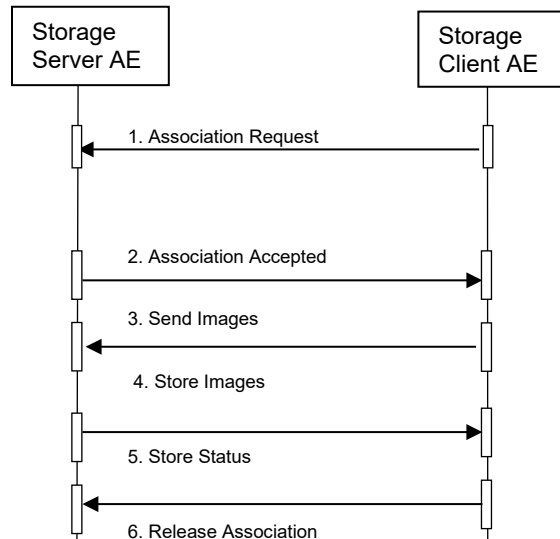 Storage
Server AE
Storage
Client AE
1. Association Request
2. Association Accepted
3. Send Images
4. Store Images
5. Store Status
6. Release Association